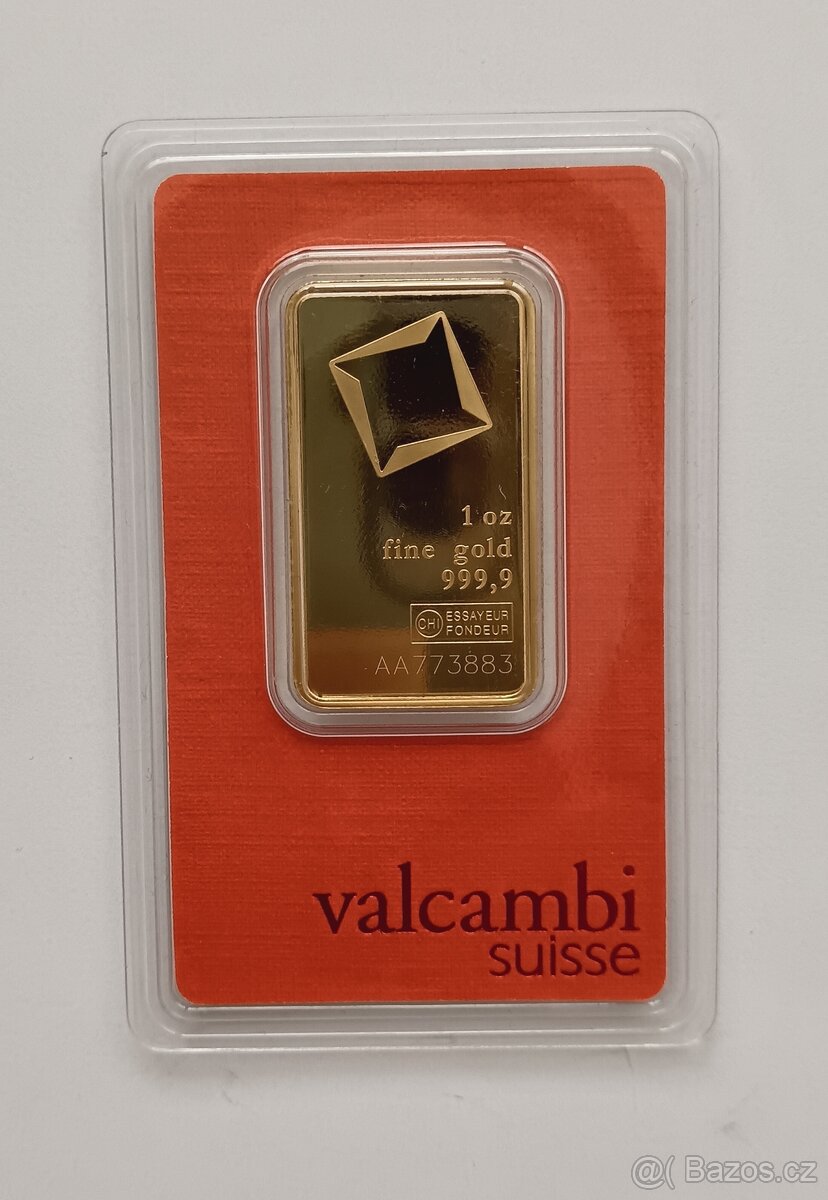 1 oz
fine gold
999,9
CHI ESSAYEUR
FONDEUR
AA773883
valcambi
suisse
@( Bazos.cz